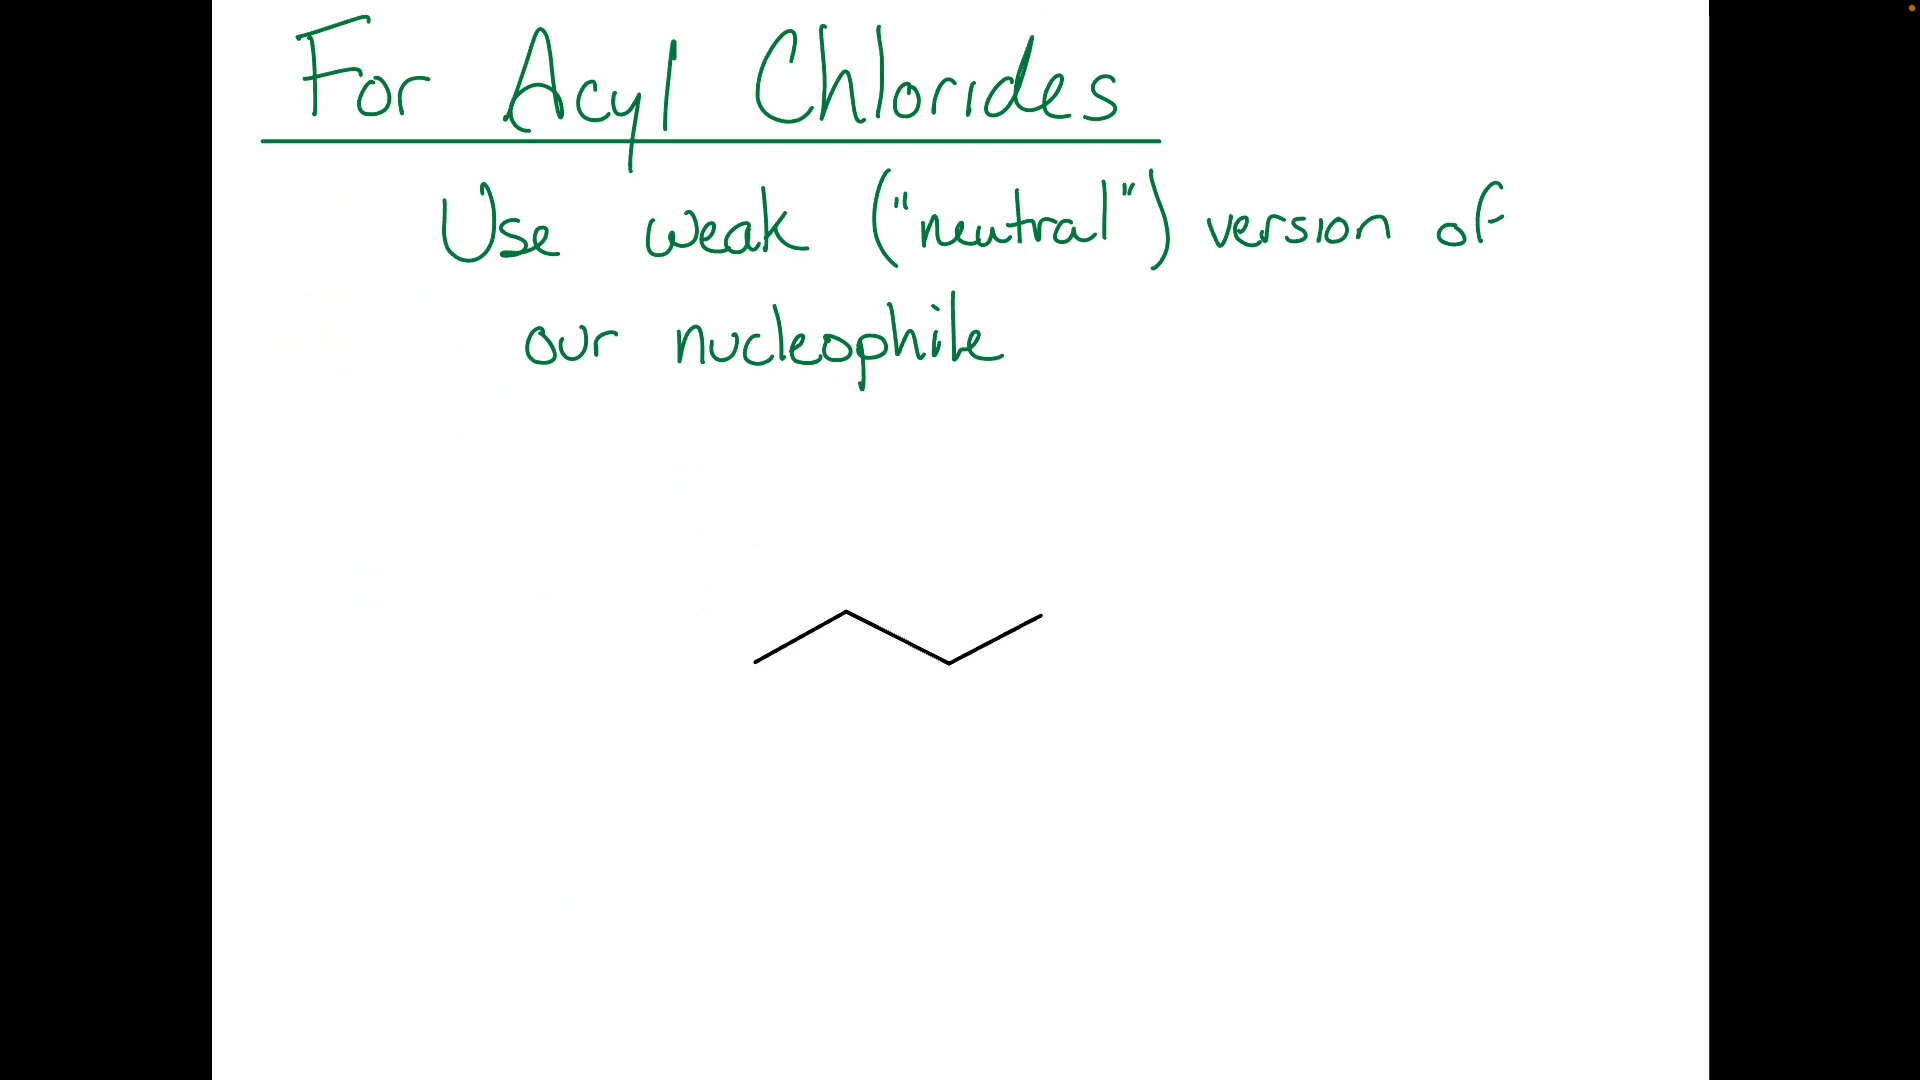 For Acyl Chlorides
Use weak ("neutral") version of
our nucleophile